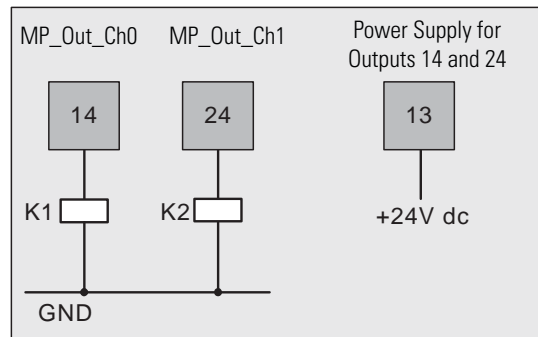 MP_Out_Ch0 MP_Out_Ch1
Power Supply for
Outputs 14 and 24
14 24 13
K1 K2
+24V dc
GND